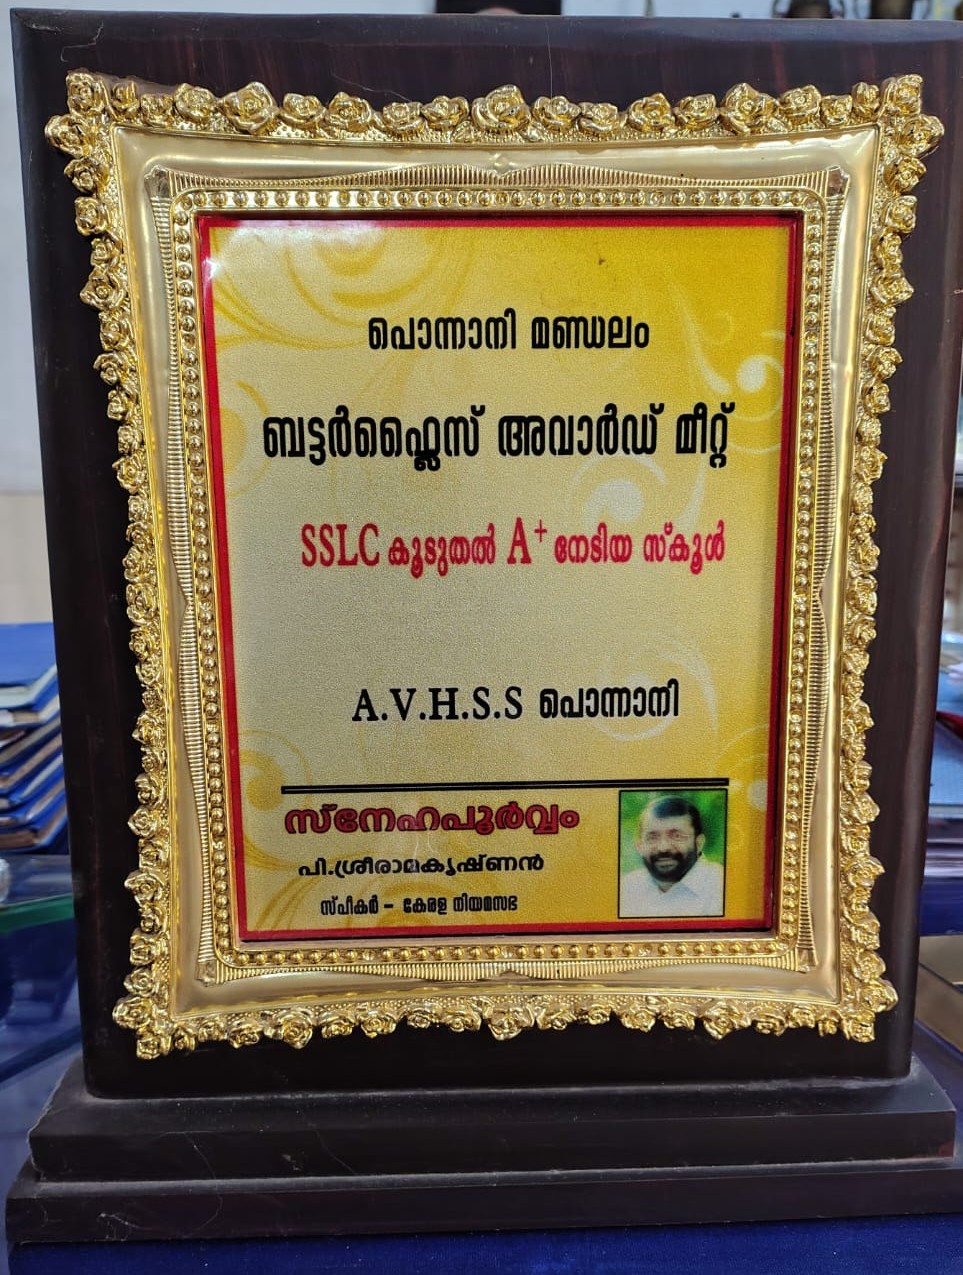 പൊന്നാനി മണ്ഡലം
ബട്ടർഫ്ലൈസ് അവാർഡ് മീറ്റ്
SSLC കൂടുതൽ A+ നേടിയ സ്കൂൾ
A.V.H.S.S പൊന്നാനി
സ്നേഹപൂർവ്വം
പി.ശ്രീരാമകൃഷ്ണൻ
സ്പീകർ - കേരള നിയമസഭ